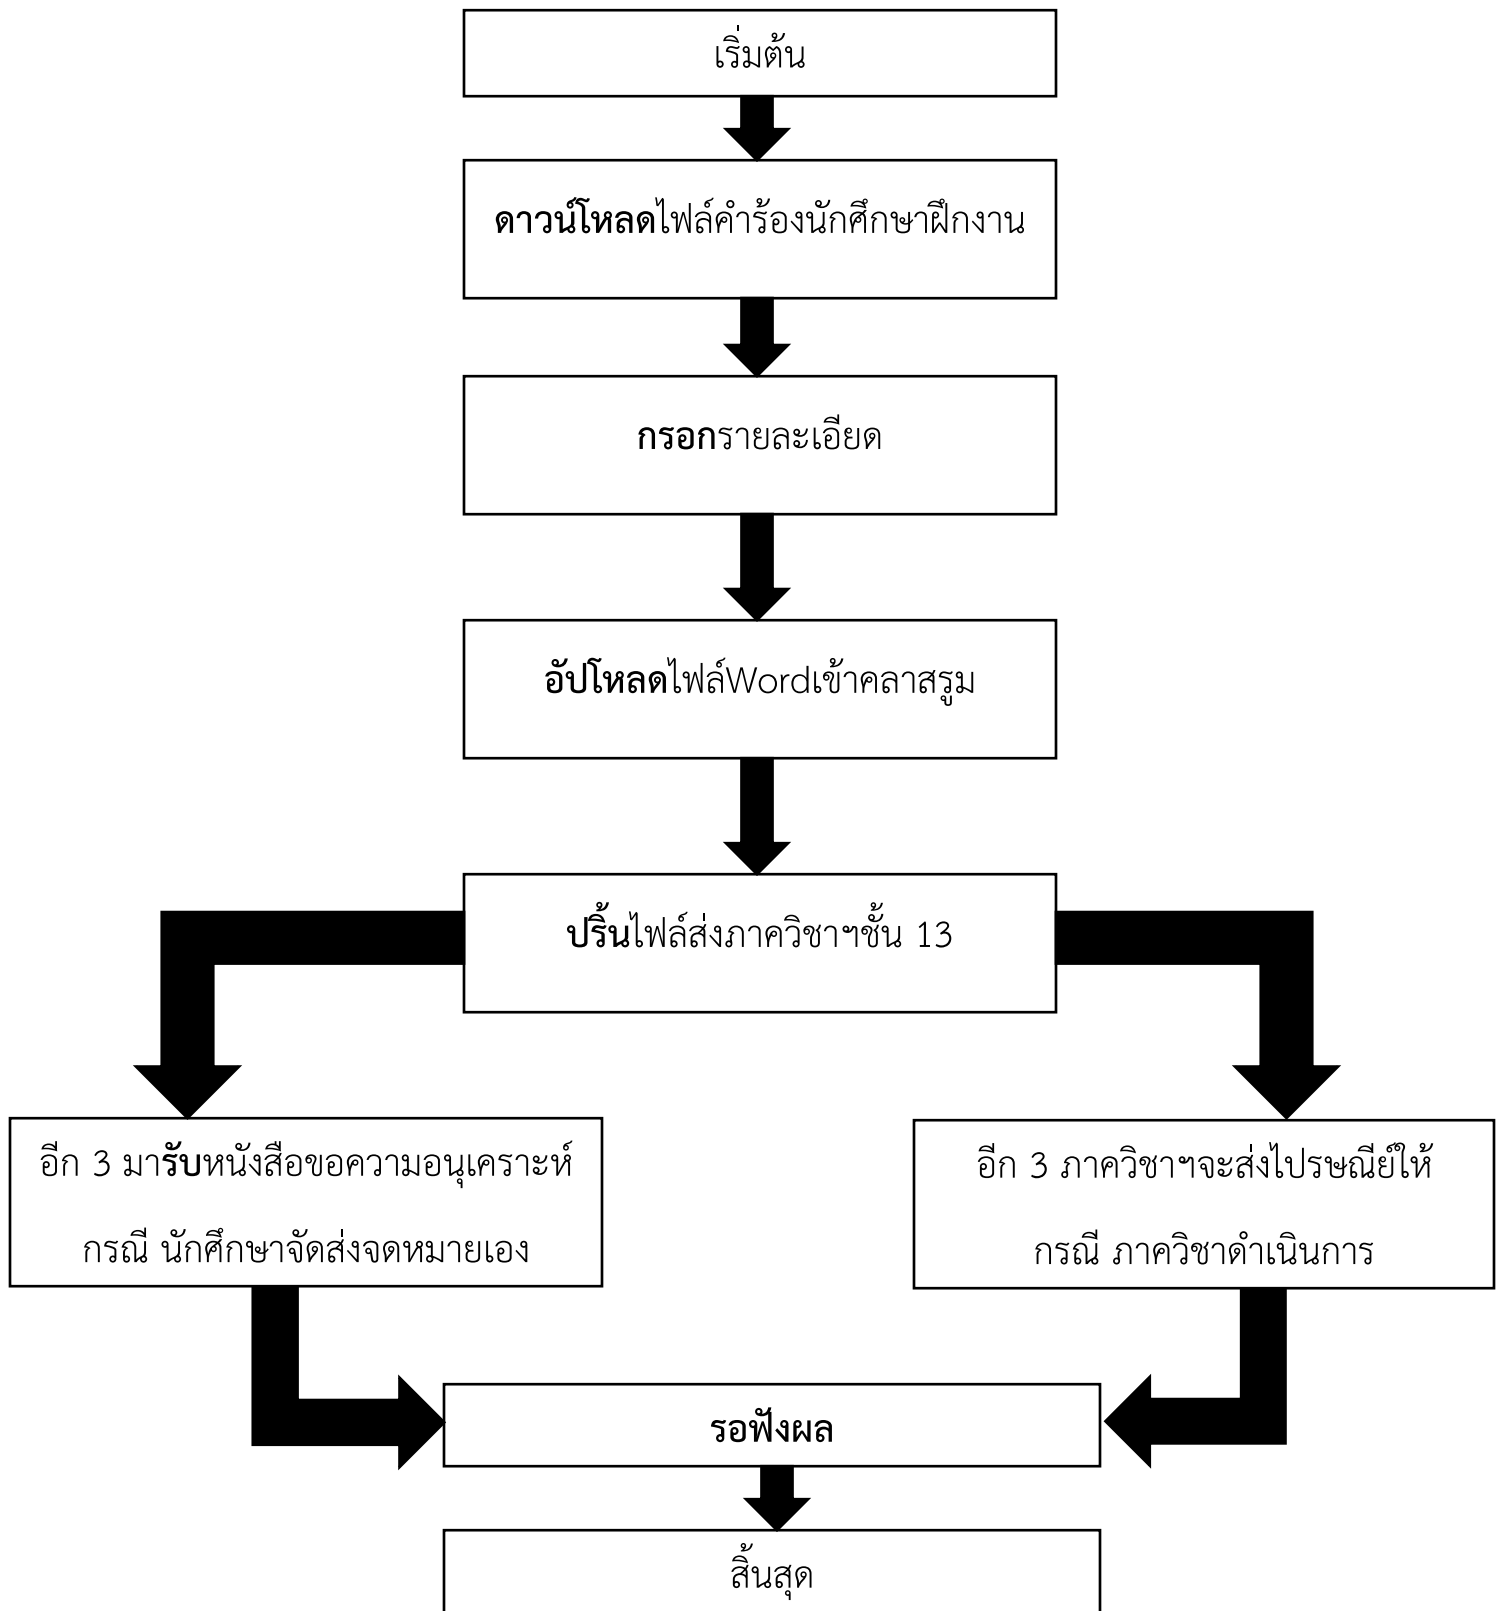 เริ่มต้น
ดาวน์โหลดไฟล์คำร้องนักศึกษาฝึกงาน
กรอกรายละเอียด
อัปโหลดไฟล์Wordเข้าคลาสรูม
ปริ้นไฟล์ส่งภาควิชาฯชั้น 13
อีก 3 มารับหนังสือขอความอนุเคราะห์
กรณี นักศึกษาจัดส่งจดหมายเอง
อีก 3 ภาควิชาฯจะส่งไปรษณีย์ให้
กรณี ภาควิชาดำเนินการ
รอฟังผล
สิ้นสุด